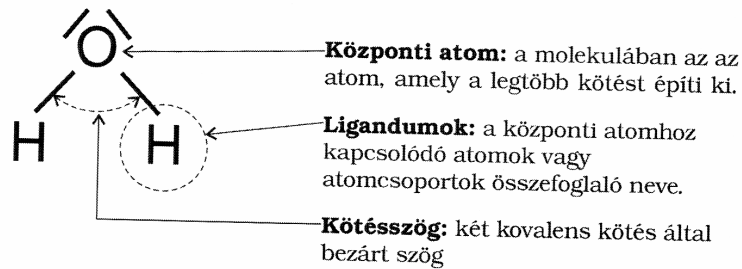 O
Központi atom: a molekulában az az
atom, amely a legtöbb kötést építi ki.
H
H
Ligandumok: a központi atomhoz
kapcsolódó atomok vagy
atomcsoportok összefoglaló neve.
Kötésszög: két kovalens kötés által
bezárt szög